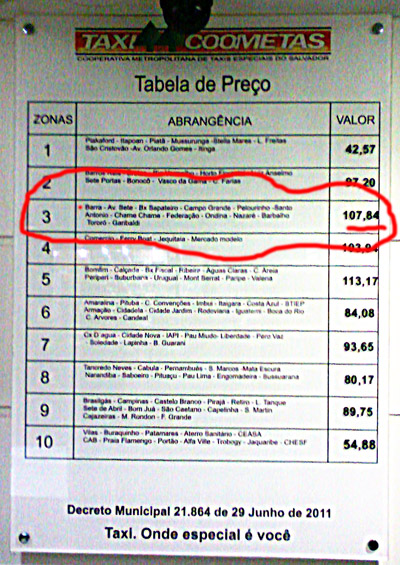 TAXI COOMETAS
COOPERATIVA METROPOLITANA DE TAXIS ESPECIAIS DO SALVADOR
Tabela de Preço
ZONAS ABRANGÊNCIA VALOR
1 Plakaford - Itapoan - Piatã - Mussurunga - Stella Mares - L. Freitas 42,57
São Cristovão - Av. Orlando Gomes - Itinga
2 Anselmo 97,20
Sete Portas - Bonocô - Vasco da Gama - C. Farias
3 Barra - Av. Sete - Bx Sapateiro - Campo Grande - Pelourinho - Santo 107,64
Antonio - Chame Chame - Federação - Ondina - Nazaré - Barbalho
Tororó - Garibaldi
4 Comercio - Ferry Boat - Jequitaia - Mercado modelo
5 Bomfim - Calçada - Bx Fiscal - Ribeira - Aguas Claras - C. Areia 113,17
Periperi - Suburbana - Uruguai - Mont Serrat - Paripe - Valeria
6 Amaralina - Pituba - C. Convenções - Imbui - Itaigara - Costa Azul - STIEP 84,08
Armação - Cidadela - Cidade Jardim - Rodoviaria - Iguatemi - Boca do Rio
C. Arvores - Candeal
7 Cx D'agua - Cidade Nova - IAPI - Pau Miudo - Liberdade - Pero Vaz 93,65
- Soledade - Lapinha - B. Guarani
8 Tancredo Neves - Cabula - Pernambués - S. Marcos - Mata Escura 80,17
Narandiba - Saboeiro - Pituaçu - Pau Lima - Engomadeira - Sussuarana
9 Brasilgás - Campinas - Castelo Branco - Pirajá - Retiro - L. Tanque 89,75
Sete de Abril - Bom Juá - São Caetano - Capelinha - S. Martin
Cajazeiras - M. Rondon - F. Grande
10 Vilas - Buraquinho - Patamares - Aterro Sanitário - CEASA 54,88
CAB - Praia Flamengo - Portão - Alfa Ville - Trobogy - Jaquaribe - CHESF
Decreto Municipal 21.864 de 29 Junho de 2011
Taxi. Onde especial é você